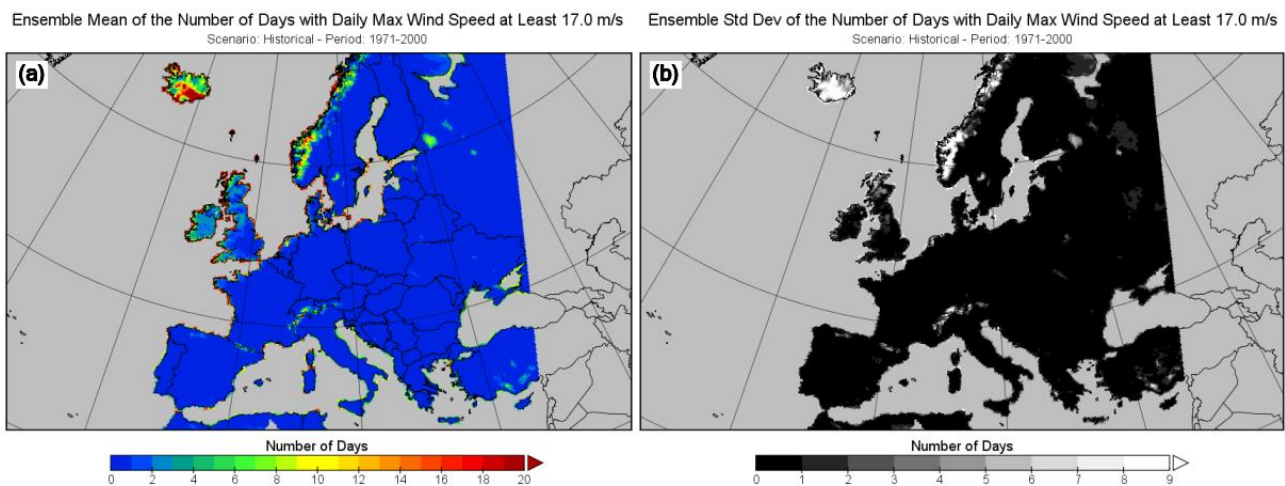 Ensemble Mean of the Number of Days with Daily Max Wind Speed at Least 17.0 m/s
Scenario: Historical - Period: 1971-2000
(a)
Number of Days
0 2 4 6 8 10 12 14 16 18 20
Ensemble Std Dev of the Number of Days with Daily Max Wind Speed at Least 17.0 m/s
Scenario: Historical - Period: 1971-2000
(b)
Number of Days
0 1 2 3 4 5 6 7 8 9